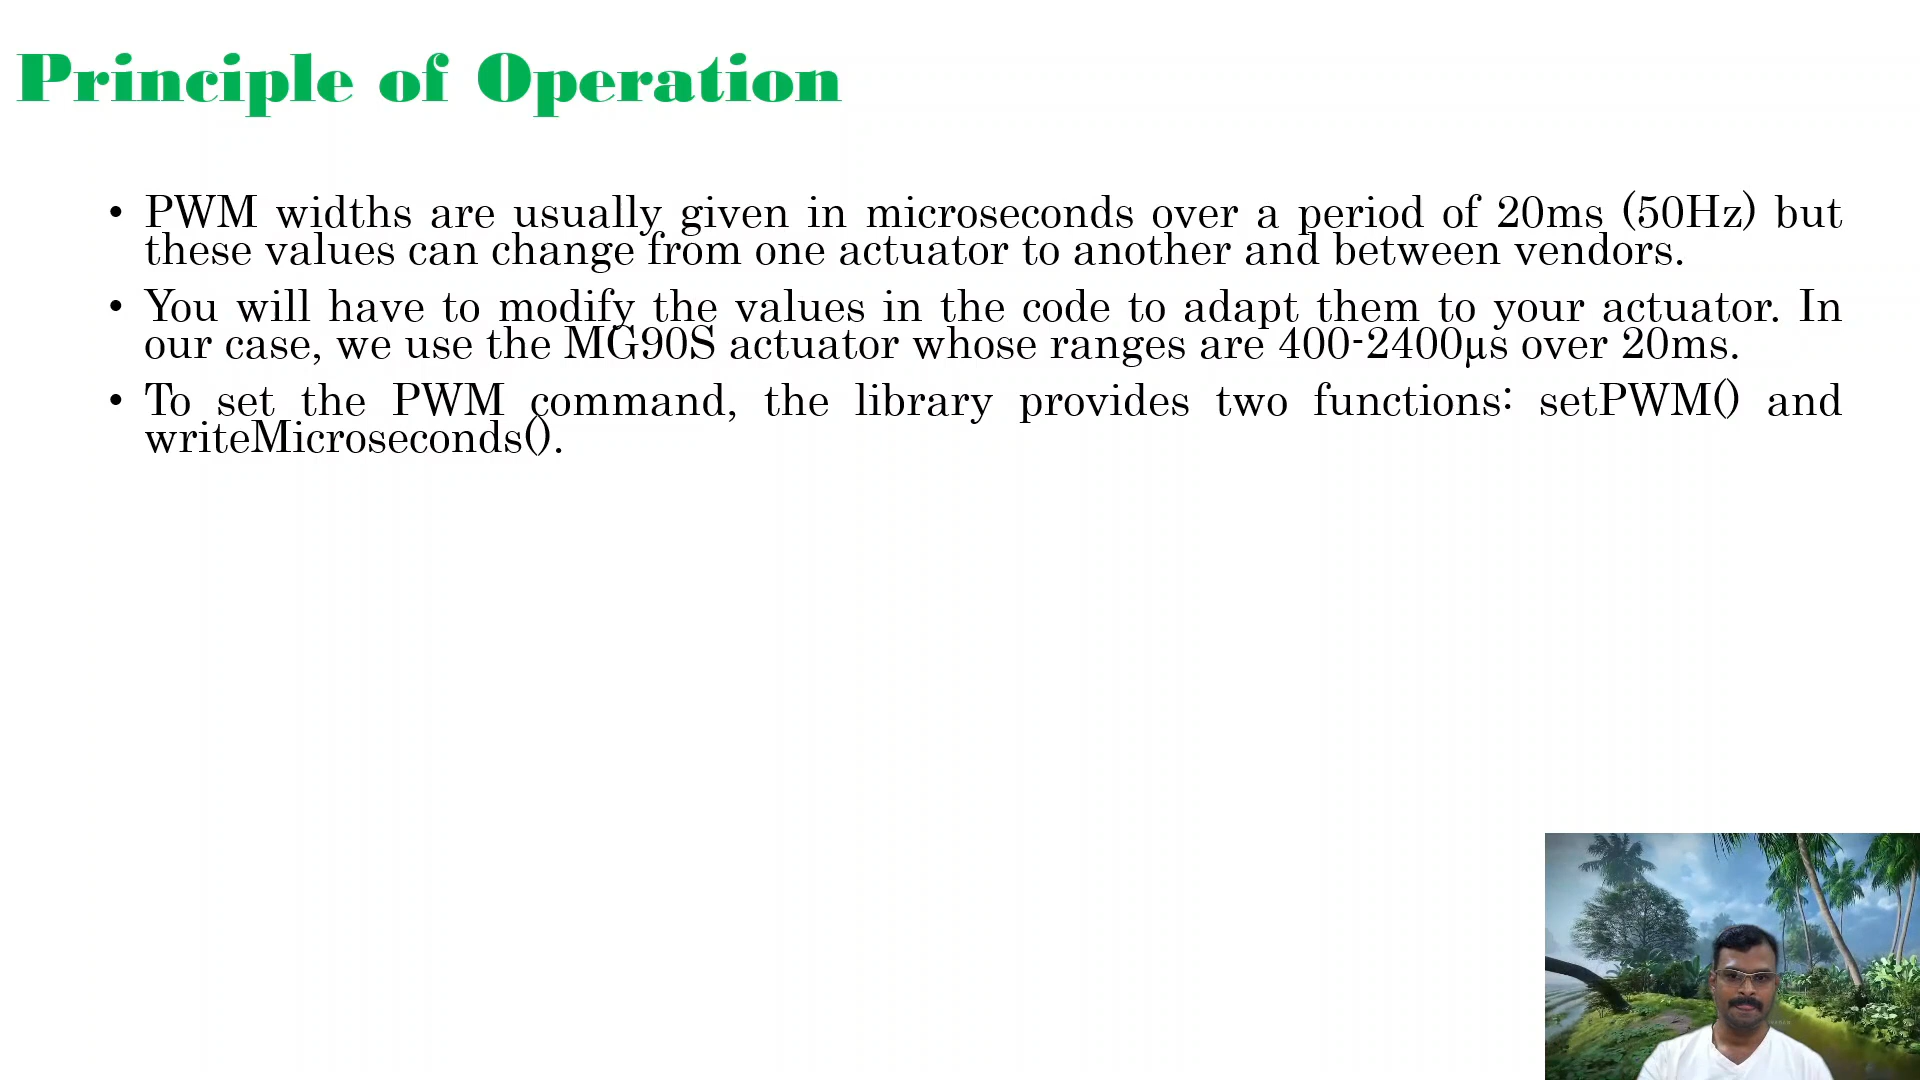 Principle of Operation
• PWM widths are usually given in microseconds over a period of 20ms (50Hz) but
these values can change from one actuator to another and between vendors.
• You will have to modify the values in the code to adapt them to your actuator. In
our case, we use the MG90S actuator whose ranges are 400-2400µs over 20ms.
• To set the PWM command, the library provides two functions: setPWM() and
writeMicroseconds().